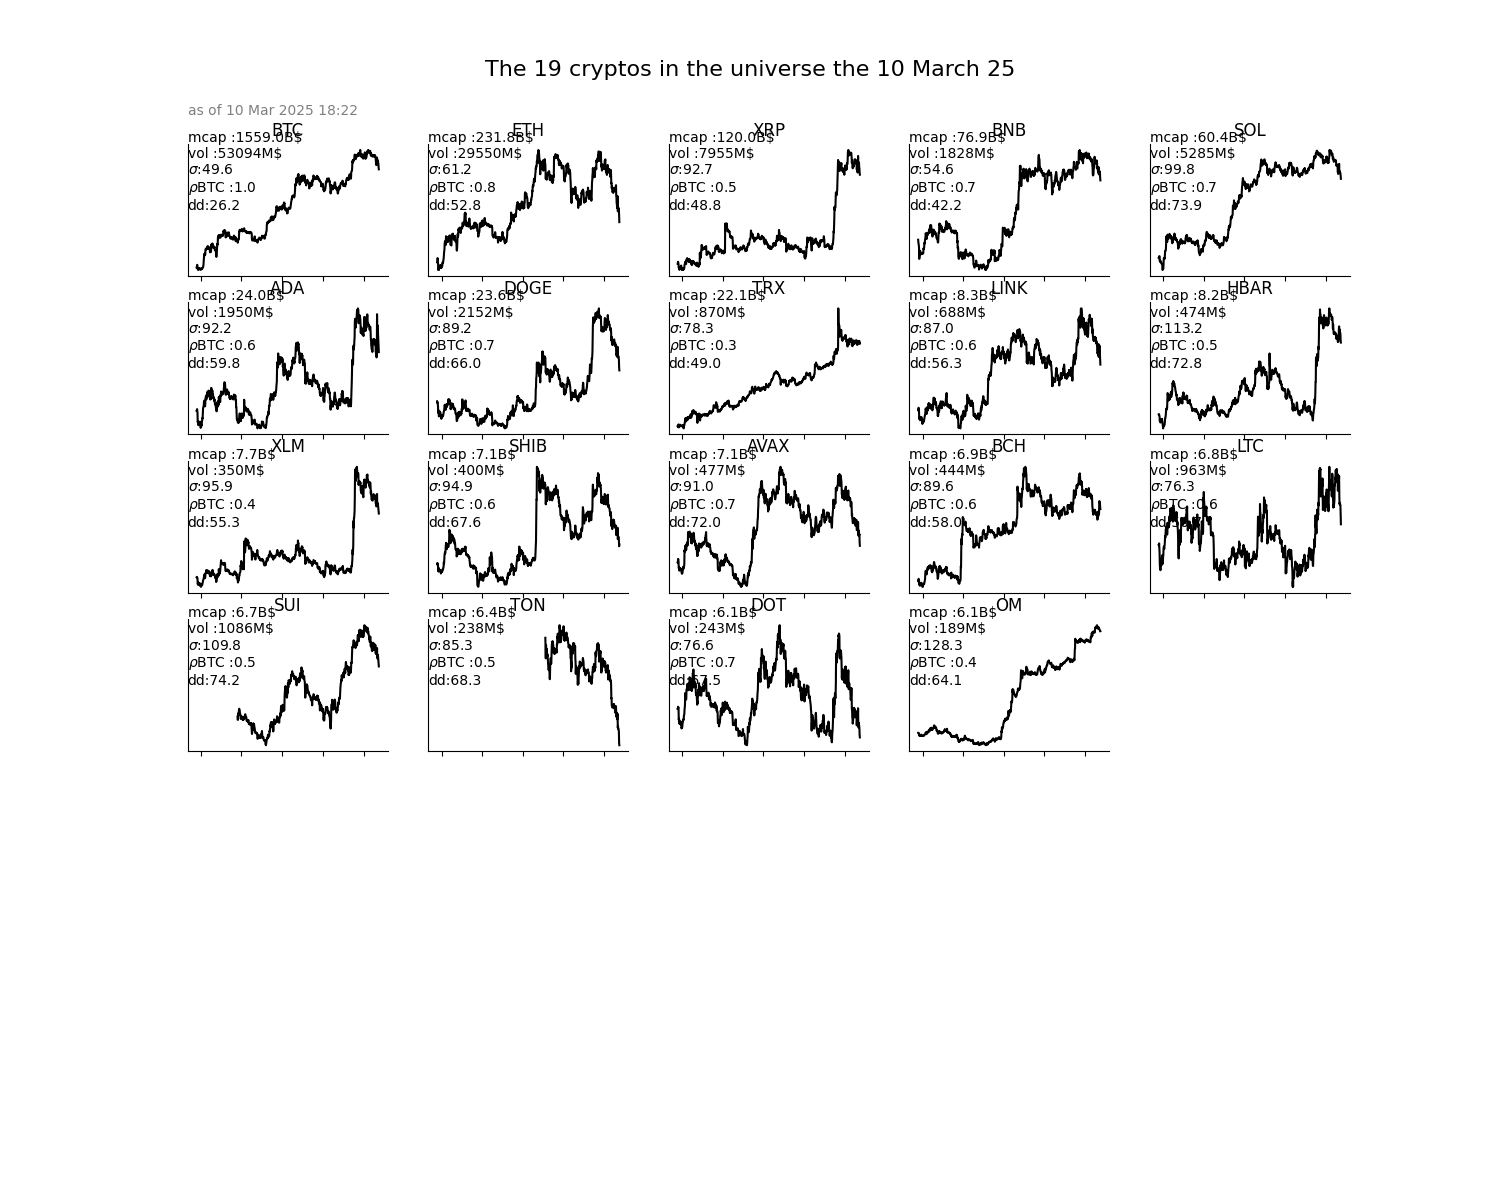 The 19 cryptos in the universe the 10 March 25
as of 10 Mar 2025 18:22
BTC
mcap :1559.0B$
vol :53094M$
σ:49.6
ρBTC :1.0
dd:26.2
ETH
mcap :231.8B$
vol :29550M$
σ:61.2
ρBTC :0.8
dd:52.8
XRP
mcap :120.0B$
vol :7955M$
σ:92.7
ρBTC :0.5
dd:48.8
BNB
mcap :76.9B$
vol :1828M$
σ:54.6
ρBTC :0.7
dd:42.2
SOL
mcap :60.4B$
vol :5285M$
σ:99.8
ρBTC :0.7
dd:73.9
ADA
mcap :24.0B$
vol :1950M$
σ:92.2
ρBTC :0.6
dd:59.8
DOGE
mcap :23.6B$
vol :2152M$
σ:89.2
ρBTC :0.7
dd:66.0
TRX
mcap :22.1B$
vol :870M$
σ:78.3
ρBTC :0.3
dd:49.0
LINK
mcap :8.3B$
vol :688M$
σ:87.0
ρBTC :0.6
dd:56.3
HBAR
mcap :8.2B$
vol :474M$
σ:113.2
ρBTC :0.5
dd:72.8
XLM
mcap :7.7B$
vol :350M$
σ:95.9
ρBTC :0.4
dd:55.3
SHIB
mcap :7.1B$
vol :400M$
σ:94.9
ρBTC :0.6
dd:67.6
AVAX
mcap :7.1B$
vol :477M$
σ:91.0
ρBTC :0.7
dd:72.0
BCH
mcap :6.9B$
vol :444M$
σ:89.6
ρBTC :0.6
dd:58.0
LTC
mcap :6.8B$
vol :963M$
σ:76.3
ρBTC :0.6
SUI
mcap :6.7B$
vol :1086M$
σ:109.8
ρBTC :0.5
dd:74.2
TON
mcap :6.4B$
vol :238M$
σ:85.3
ρBTC :0.5
dd:68.3
DOT
mcap :6.1B$
vol :243M$
σ:76.6
ρBTC :0.7
dd:67.5
OM
mcap :6.1B$
vol :189M$
σ:128.3
ρBTC :0.4
dd:64.1